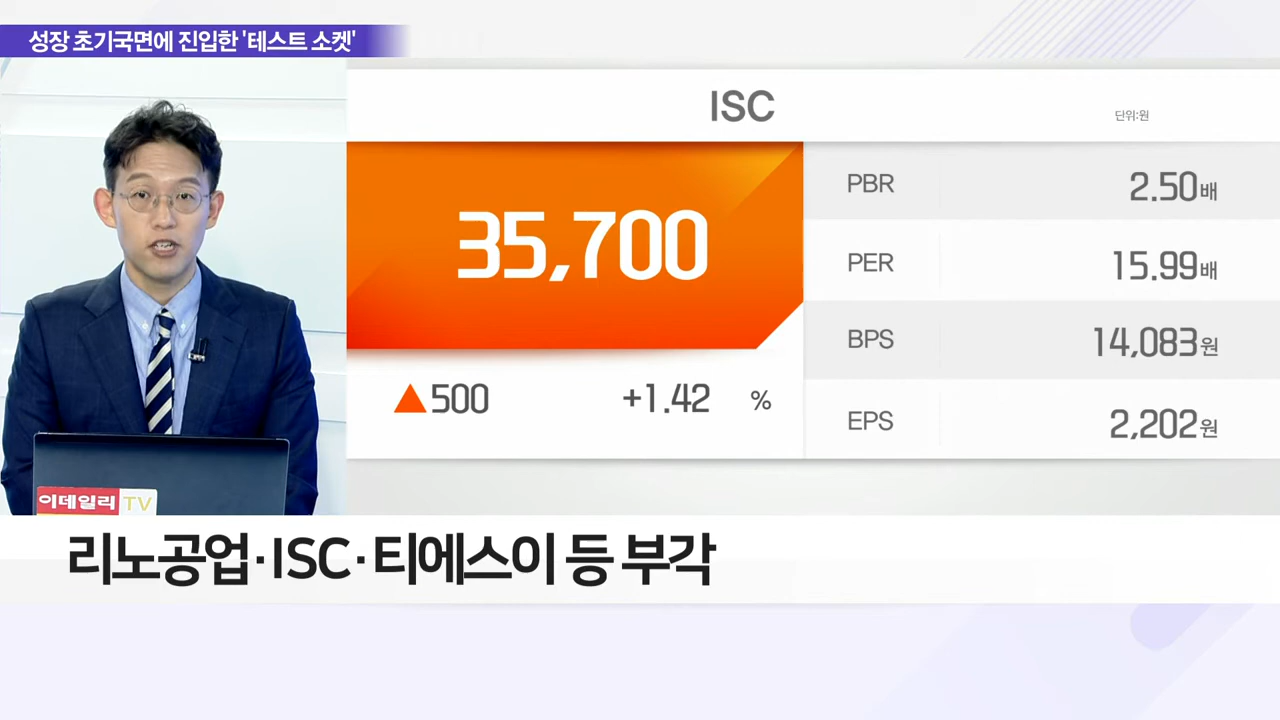 성장 초기국면에 진입한 '테스트 소켓'
ISC
단위:원
35,700
▲500 +1.42 %
PBR 2.50배
PER 15.99배
BPS 14,083원
EPS 2,202원
이데일리TV
리노공업·ISC·티에스이 등 부각